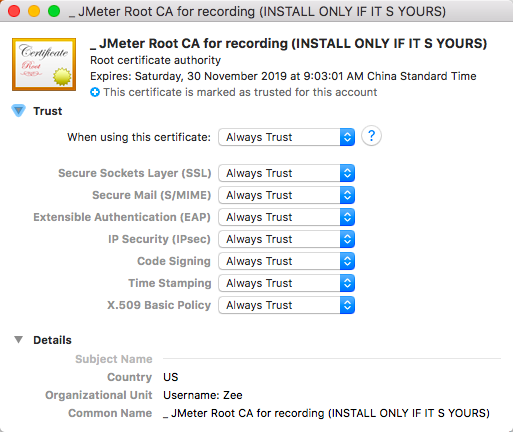 _ JMeter Root CA for recording (INSTALL ONLY IF IT S YOURS)
Certificate
Root
_ JMeter Root CA for recording (INSTALL ONLY IF IT S YOURS)
Root certificate authority
Expires: Saturday, 30 November 2019 at 9:03:01 AM China Standard Time
This certificate is marked as trusted for this account
Trust
When using this certificate: Always Trust ?
Secure Sockets Layer (SSL) Always Trust
Secure Mail (S/MIME) Always Trust
Extensible Authentication (EAP) Always Trust
IP Security (IPsec) Always Trust
Code Signing Always Trust
Time Stamping Always Trust
X.509 Basic Policy Always Trust
Details
Subject Name
Country US
Organizational Unit Username: Zee
Common Name _ JMeter Root CA for recording (INSTALL ONLY IF IT S YOURS)